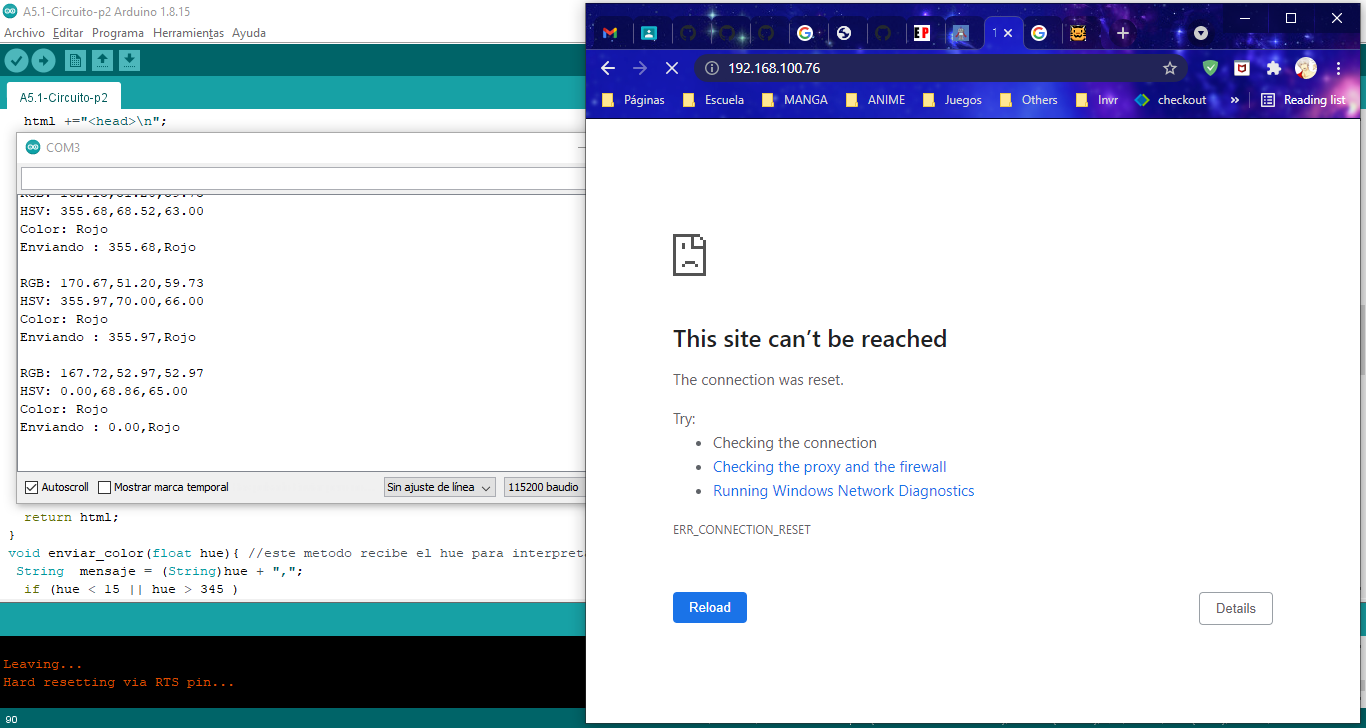 A5.1-Circuito-p2 Arduino 1.8.15
Archivo Editar Programa Herramientas Ayuda
A5.1-Circuito-p2
html +="<head>\n";
COM3
HSV: 355.68,68.52,63.00
Color: Rojo
Enviando : 355.68,Rojo
RGB: 170.67,51.20,59.73
HSV: 355.97,70.00,66.00
Color: Rojo
Enviando : 355.97,Rojo
RGB: 167.72,52.97,52.97
HSV: 0.00,68.86,65.00
Color: Rojo
Enviando : 0.00,Rojo
Autoscroll Mostrar marca temporal Sin ajuste de línea 115200 baudio
return html;
}
void enviar_color(float hue){ //este metodo recibe el hue para interpreta
String mensaje = (String)hue + ",";
if (hue < 15 || hue > 345 )
Leaving...
Hard resetting via RTS pin...
90
192.168.100.76
Páginas Escuela MANGA ANIME Juegos Others Invr checkout » Reading list
This site can’t be reached
The connection was reset.
Try:
• Checking the connection
• Checking the proxy and the firewall
• Running Windows Network Diagnostics
ERR_CONNECTION_RESET
Reload Details